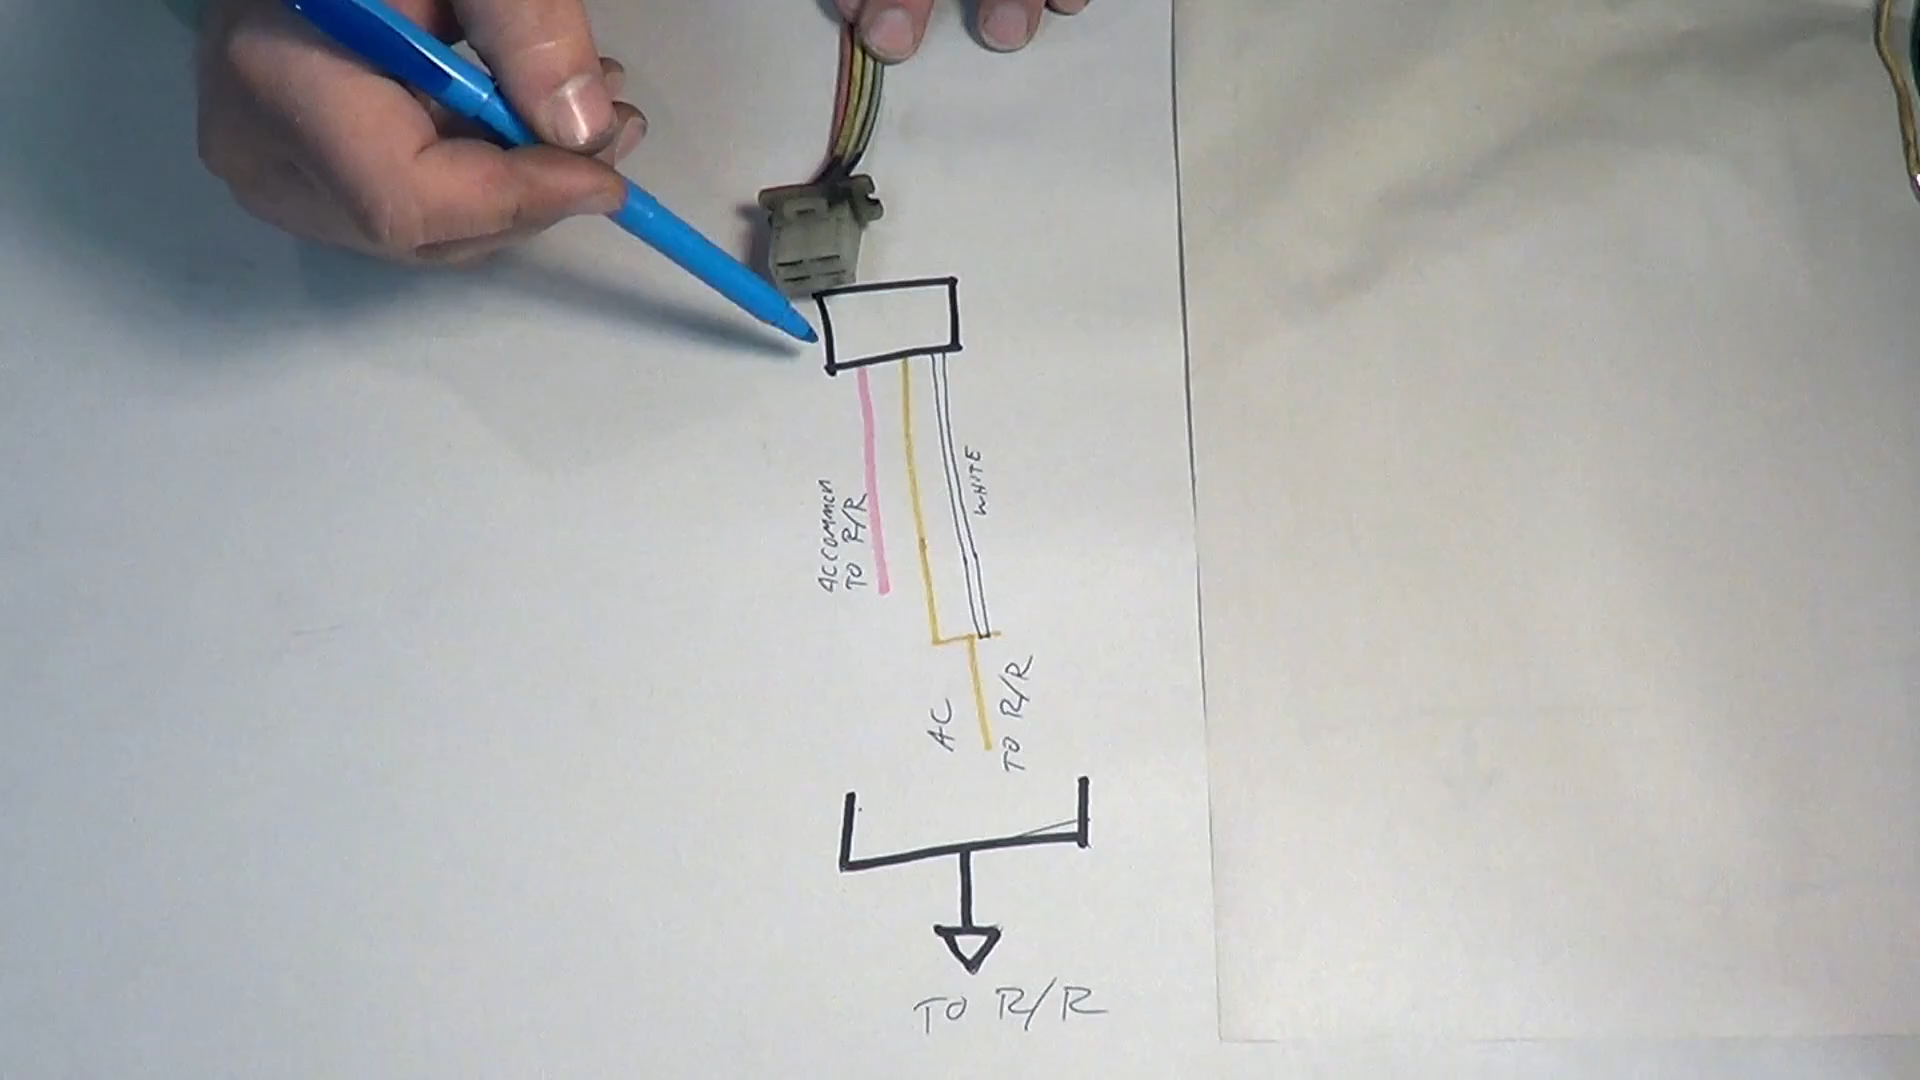 AC COMMON
TO R/R
WHITE
AC
TO R/R
TO R/R